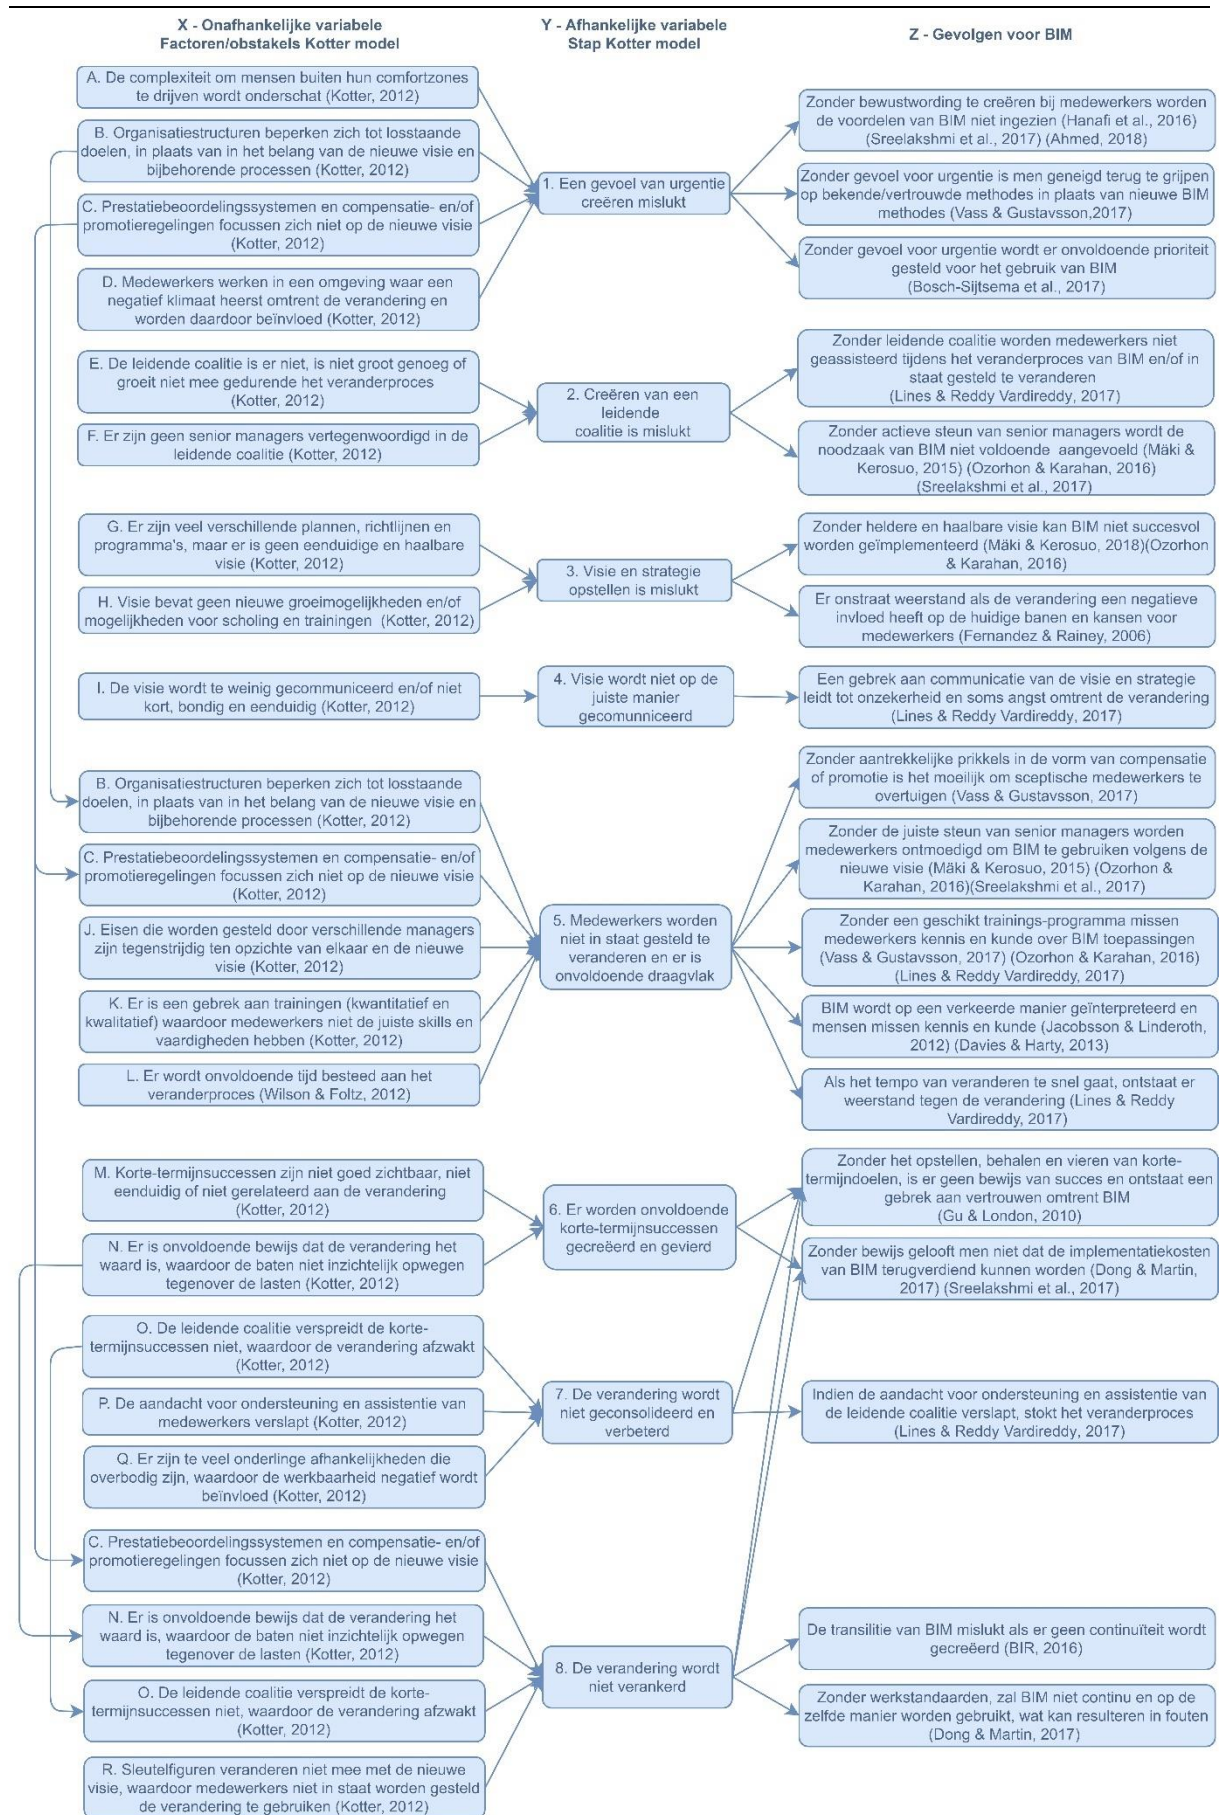 X - Onafhankelijke variabele
Factoren/obstakels Kotter model
Y - Afhankelijke variabele
Stap Kotter model
Z - Gevolgen voor BIM
A. De complexiteit om mensen buiten hun comfortzones
te drijven wordt onderschat (Kotter, 2012)
B. Organisatiestructuren beperken zich tot losstaande
doelen, in plaats van in het belang van de nieuwe visie en
bijbehorende processen (Kotter, 2012)
C. Prestatiebeoordelingssystemen en compensatie- en/of
promotieregelingen focussen zich niet op de nieuwe visie
(Kotter, 2012)
D. Medewerkers werken in een omgeving waar een
negatief klimaat heerst omtrent de verandering en
worden daardoor beïnvloed (Kotter, 2012)
1. Een gevoel van urgentie
creëren mislukt
Zonder bewustwording te creëren bij medewerkers worden
de voordelen van BIM niet ingezien (Hanafi et al., 2016)
(Sreelakshmi et al., 2017) (Ahmed, 2018)
Zonder gevoel voor urgentie is men geneigd terug te grijpen
op bekende/vertrouwde methodes in plaats van nieuwe BIM
methodes (Vass & Gustavsson,2017)
Zonder gevoel voor urgentie wordt er onvoldoende prioriteit
gesteld voor het gebruik van BIM
(Bosch-Sijtsema et al., 2017)
E. De leidende coalitie is er niet, is niet groot genoeg of
groeit niet mee gedurende het veranderproces
(Kotter, 2012)
F. Er zijn geen senior managers vertegenwoordigd in de
leidende coalitie (Kotter, 2012)
2. Creëren van een
leidende
coalitie is mislukt
Zonder leidende coalitie worden medewerkers niet
geassisteerd tijdens het veranderproces van BIM en/of in
staat gesteld te veranderen
(Lines & Reddy Vardireddy, 2017)
Zonder actieve steun van senior managers wordt de
noodzaak van BIM niet voldoende aangevoeld (Mäki &
Kerosuo, 2015) (Ozorhon & Karahan, 2016)
(Sreelakshmi et al., 2017)
G. Er zijn veel verschillende plannen, richtlijnen en
programma's, maar er is geen eenduidige en haalbare
visie (Kotter, 2012)
H. Visie bevat geen nieuwe groeimogelijkheden en/of
mogelijkheden voor scholing en trainingen (Kotter, 2012)
3. Visie en strategie
opstellen is mislukt
Zonder heldere en haalbare visie kan BIM niet succesvol
worden geïmplementeerd (Mäki & Kerosuo, 2018)(Ozorhon
& Karahan, 2016)
Er onstraat weerstand als de verandering een negatieve
invloed heeft op de huidige banen en kansen voor
medewerkers (Fernandez & Rainey, 2006)
I. De visie wordt te weinig gecommuniceerd en/of niet
kort, bondig en eenduidig (Kotter, 2012)
4. Visie wordt niet op de
juiste manier
gecomunniceerd
Een gebrek aan communicatie van de visie en strategie
leidt tot onzekerheid en soms angst omtrent de verandering
(Lines & Reddy Vardireddy, 2017)
B. Organisatiestructuren beperken zich tot losstaande
doelen, in plaats van in het belang van de nieuwe visie en
bijbehorende processen (Kotter, 2012)
C. Prestatiebeoordelingssystemen en compensatie- en/of
promotieregelingen focussen zich niet op de nieuwe visie
(Kotter, 2012)
J. Eisen die worden gesteld door verschillende managers
zijn tegenstrijdig ten opzichte van elkaar en de nieuwe
visie (Kotter, 2012)
K. Er is een gebrek aan trainingen (kwantitatief en
kwalitatief) waardoor medewerkers niet de juiste skills en
vaardigheden hebben (Kotter, 2012)
L. Er wordt onvoldoende tijd besteed aan het
veranderproces (Wilson & Foltz, 2012)
5. Medewerkers worden
niet in staat gesteld te
veranderen en er is
onvoldoende draagvlak
Zonder aantrekkelijke prikkels in de vorm van compensatie
of promotie is het moeilijk om sceptische medewerkers te
overtuigen (Vass & Gustavsson, 2017)
Zonder de juiste steun van senior managers worden
medewerkers ontmoedigd om BIM te gebruiken volgens de
nieuwe visie (Mäki & Kerosuo, 2015) (Ozorhon &
Karahan, 2016)(Sreelakshmi et al., 2017)
Zonder een geschikt trainings-programma missen
medewerkers kennis en kunde over BIM toepassingen
(Vass & Gustavsson, 2017) (Ozorhon & Karahan, 2016)
(Lines & Reddy Vardireddy, 2017)
BIM wordt op een verkeerde manier geïnterpreteerd en
mensen missen kennis en kunde (Jacobsson & Linderoth,
2012) (Davies & Harty, 2013)
Als het tempo van veranderen te snel gaat, ontstaat er
weerstand tegen de verandering (Lines & Reddy
Vardireddy, 2017)
M. Korte-termijnsuccessen zijn niet goed zichtbaar, niet
eenduidig of niet gerelateerd aan de verandering
(Kotter, 2012)
N. Er is onvoldoende bewijs dat de verandering het
waard is, waardoor de baten niet inzichtelijk opwegen
tegenover de lasten (Kotter, 2012)
6. Er worden onvoldoende
korte-termijnsuccessen
gecreëerd en gevierd
Zonder het opstellen, behalen en vieren van korte-
termijndoelen, is er geen bewijs van succes en ontstaat een
gebrek aan vertrouwen omtrent BIM
(Gu & London, 2010)
Zonder bewijs gelooft men niet dat de implementatiekosten
van BIM terugverdiend kunnen worden (Dong & Martin,
2017) (Sreelakshmi et al., 2017)
O. De leidende coalitie verspreidt de korte-
termijnsuccessen niet, waardoor de verandering afzwakt
(Kotter, 2012)
P. De aandacht voor ondersteuning en assistentie van
medewerkers verslapt (Kotter, 2012)
Q. Er zijn te veel onderlinge afhankelijkheden die
overbodig zijn, waardoor de werkbaarheid negatief wordt
beïnvloed (Kotter, 2012)
7. De verandering wordt
niet geconsolideerd en
verbeterd
Indien de aandacht voor ondersteuning en assistentie van
de leidende coalitie verslapt, stokt het veranderproces
(Lines & Reddy Vardireddy, 2017)
C. Prestatiebeoordelingssystemen en compensatie- en/of
promotieregelingen focussen zich niet op de nieuwe visie
(Kotter, 2012)
N. Er is onvoldoende bewijs dat de verandering het
waard is, waardoor de baten niet inzichtelijk opwegen
tegenover de lasten (Kotter, 2012)
O. De leidende coalitie verspreidt de korte-
termijnsuccessen niet, waardoor de verandering afzwakt
(Kotter, 2012)
R. Sleutelfiguren veranderen niet mee met de nieuwe
visie, waardoor medewerkers niet in staat worden gesteld
de verandering te gebruiken (Kotter, 2012)
8. De verandering wordt
niet verankerd
De transilitie van BIM mislukt als er geen continuïteit wordt
gecreëerd (BIR, 2016)
Zonder werkstandaarden, zal BIM niet continu en op de
zelfde manier worden gebruikt, wat kan resulteren in fouten
(Dong & Martin, 2017)